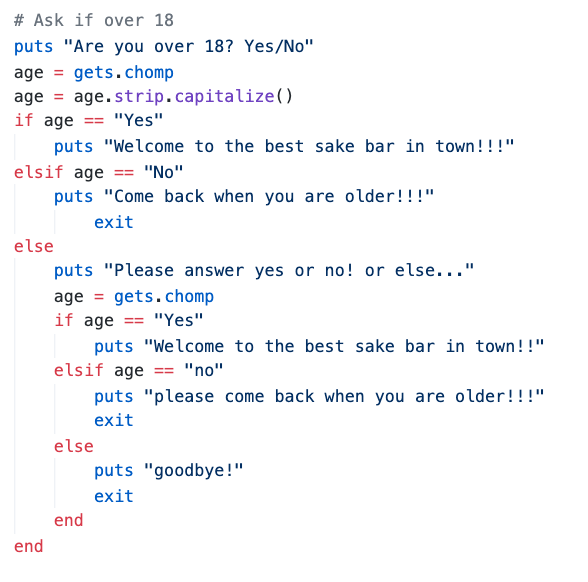 # Ask if over 18
puts "Are you over 18? Yes/No"
age = gets.chomp
age = age.strip.capitalize()
if age == "Yes"
    puts "Welcome to the best sake bar in town!!!"
elsif age == "No"
    puts "Come back when you are older!!!"
        exit
else
    puts "Please answer yes or no! or else..."
    age = gets.chomp
    if age == "Yes"
        puts "Welcome to the best sake bar in town!!"
    elsif age == "no"
        puts "please come back when you are older!!!"
        exit
    else
        puts "goodbye!"
        exit
    end
end